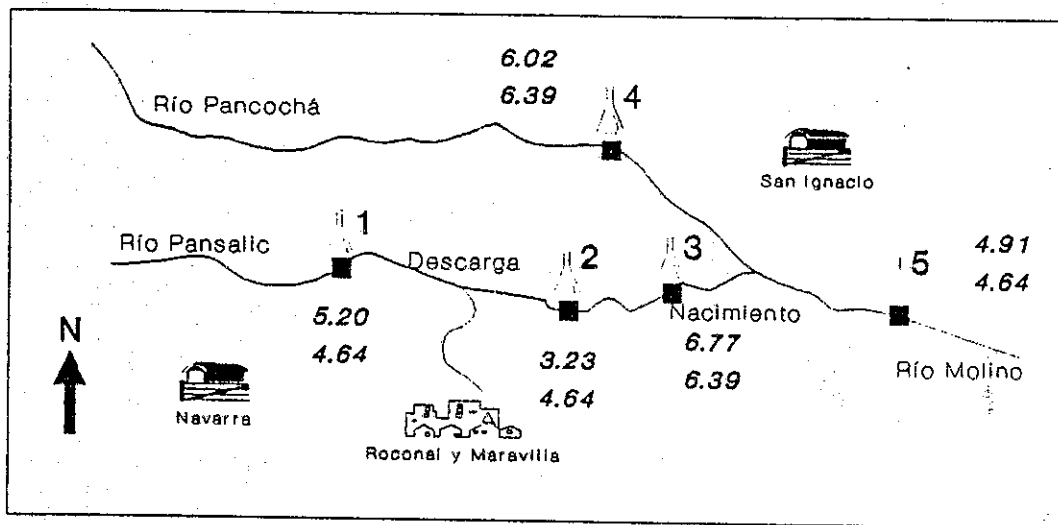 6.02
6.39
4
Río Pancochá
San Ignacio
Río Pansalic
1
Descarga
2
3
4.91
5
4.64
Nacimiento
5.20
4.64
3.23
4.64
6.77
6.39
Río Molino
N
Navarra
Roconal y Maravilla